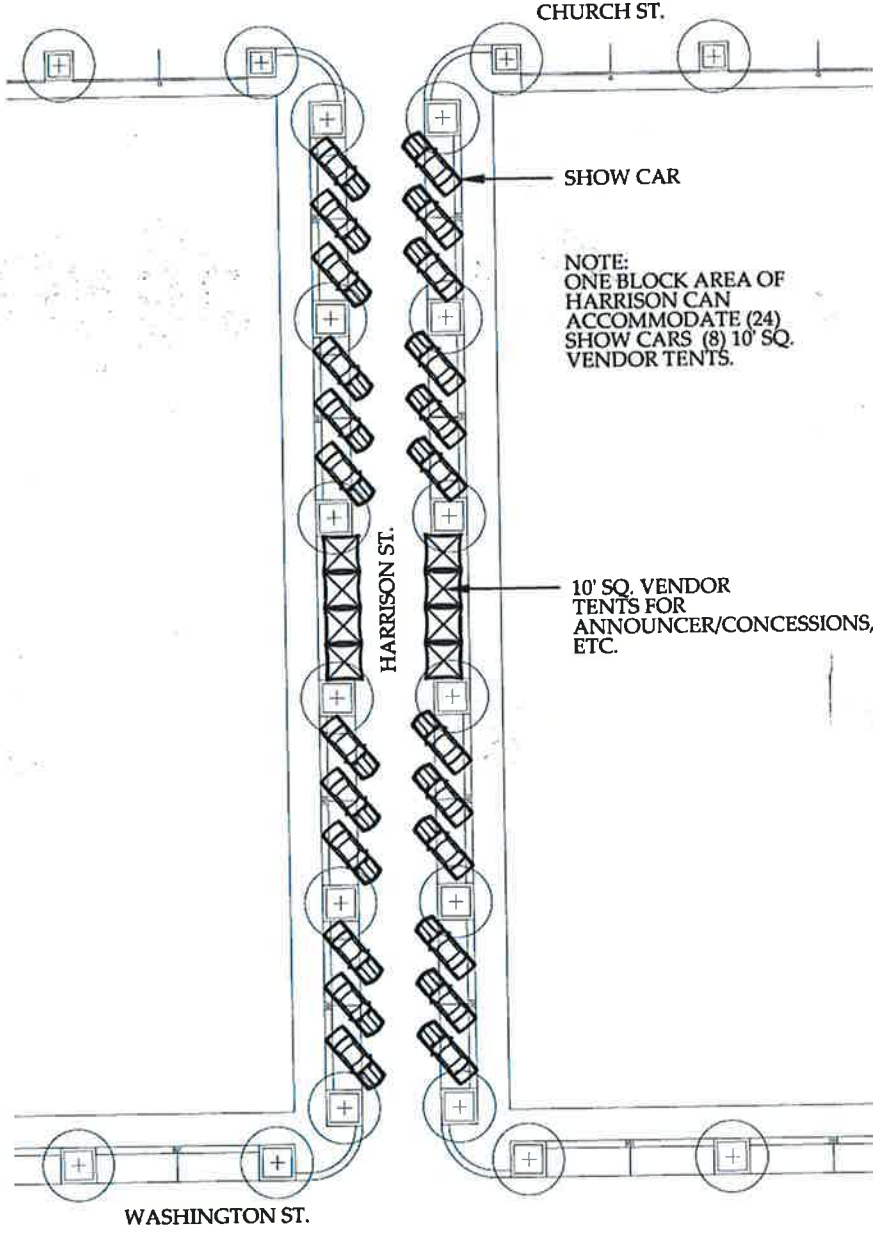 CHURCH ST.
SHOW CAR
NOTE:
ONE BLOCK AREA OF
HARRISON CAN
ACCOMMODATE (24)
SHOW CARS (8) 10' SQ.
VENDOR TENTS.
HARRISON ST.
10' SQ. VENDOR
TENTS FOR
ANNOUNCER/CONCESSIONS,
ETC.
WASHINGTON ST.